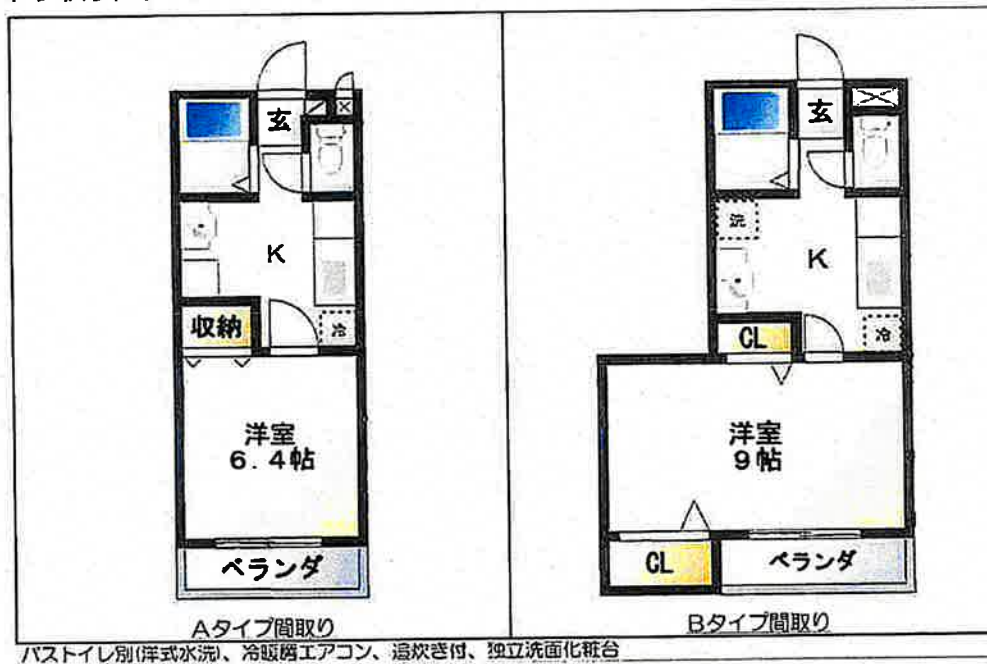 玄
K
収納
冷
洋室
6.4帖
ベランダ
Aタイプ間取り
玄
洗
K
CL
冷
洋室
9帖
CL
ベランダ
Bタイプ間取り
バストイレ別(洋式水洗)、冷暖房エアコン、追炊き付、独立洗面化粧台